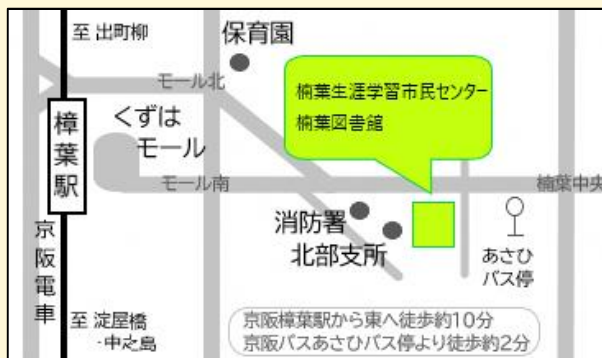 至 出町柳
保育園
モール北
楠葉生涯学習市民センター
楠葉図書館
くずは
モール
樟葉駅
モール南
楠葉中央
消防署
北部支所
あさひ
バス停
京阪電車
至 淀屋橋
・中之島
京阪樟葉駅から東へ徒歩約10分
京阪バスあさひバス停より徒歩約2分